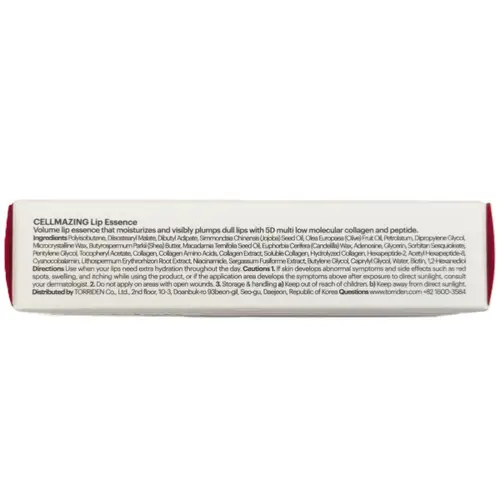 CELLMAZING Lip Essence
Volume lip essence that moisturizes and visibly plumps dull lips with 5D multi low molecular collagen and peptide.
Ingredients Polyisobutene, Diisostearyl Malate, Dibutyl Adipate, Simmondsia Chinensis (Jojoba) Seed Oil, Olea Europaea (Olive) Fruit Oil, Petrolatum, Dipropylene Glycol,
Microcrystalline Wax, Butyrospermum Parkii (Shea) Butter, Macadamia Ternifolia Seed Oil, Euphorbia Cerifera (Candelilla) Wax, Adenosine, Glycerin, Sorbitan Sesquioleate,
Pentylene Glycol, Tocopheryl Acetate, Collagen, Collagen Amino Acids, Collagen Extract, Soluble Collagen, Hydrolyzed Collagen, Hexapeptide-2, Acetyl Hexapeptide-8,
Cyanocobalamin, Lithospermum Erythrorhizon Root Extract, Niacinamide, Sargassum Fusiforme Extract, Butylene Glycol, Caprylyl Glycol, Water, Biotin, 1,2-Hexanediol
Directions Use when your lips need extra hydration throughout the day. Cautions 1. If skin develops abnormal symptoms and side effects such as red
spots, swelling, and itching while using the product, or if the application area develops the symptoms above after exposure to direct sunlight, consult
your dermatologist. 2. Do not apply on areas with open wounds. 3. Storage & handling a) Keep out of reach of children. b) Keep away from direct sunlight.
Distributed by TORRIDEN Co., Ltd., 2nd floor, 10-3, Doanbuk-ro 93beon-gil, Seo-gu, Daejeon, Republic of Korea Questions www.torriden.com +82 1800-3584